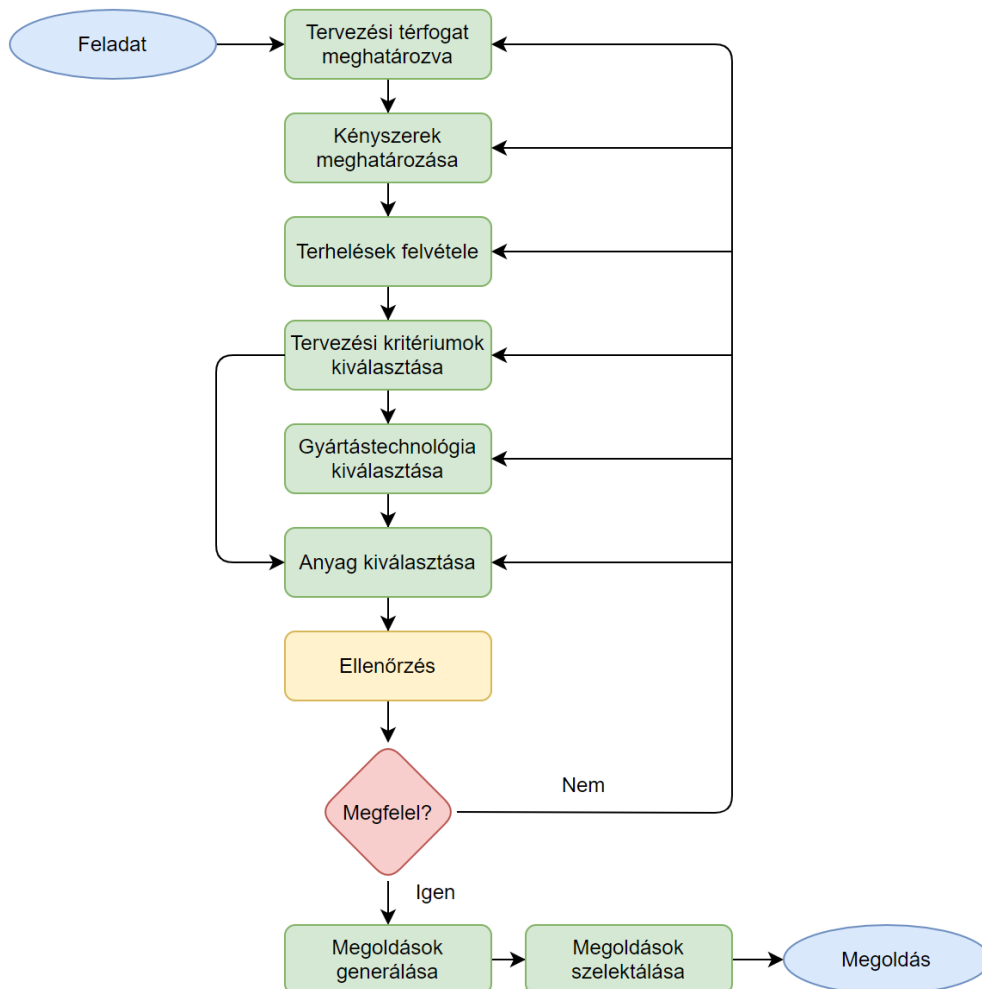 Feladat
Tervezési térfogat
meghatározva
Kényszerek
meghatározása
Terhelések felvétele
Tervezési kritériumok
kiválasztása
Gyártástechnológia
kiválasztása
Anyag kiválasztása
Ellenőrzés
Megfelel?
Nem
Igen
Megoldások
generálása
Megoldások
szelektálása
Megoldás